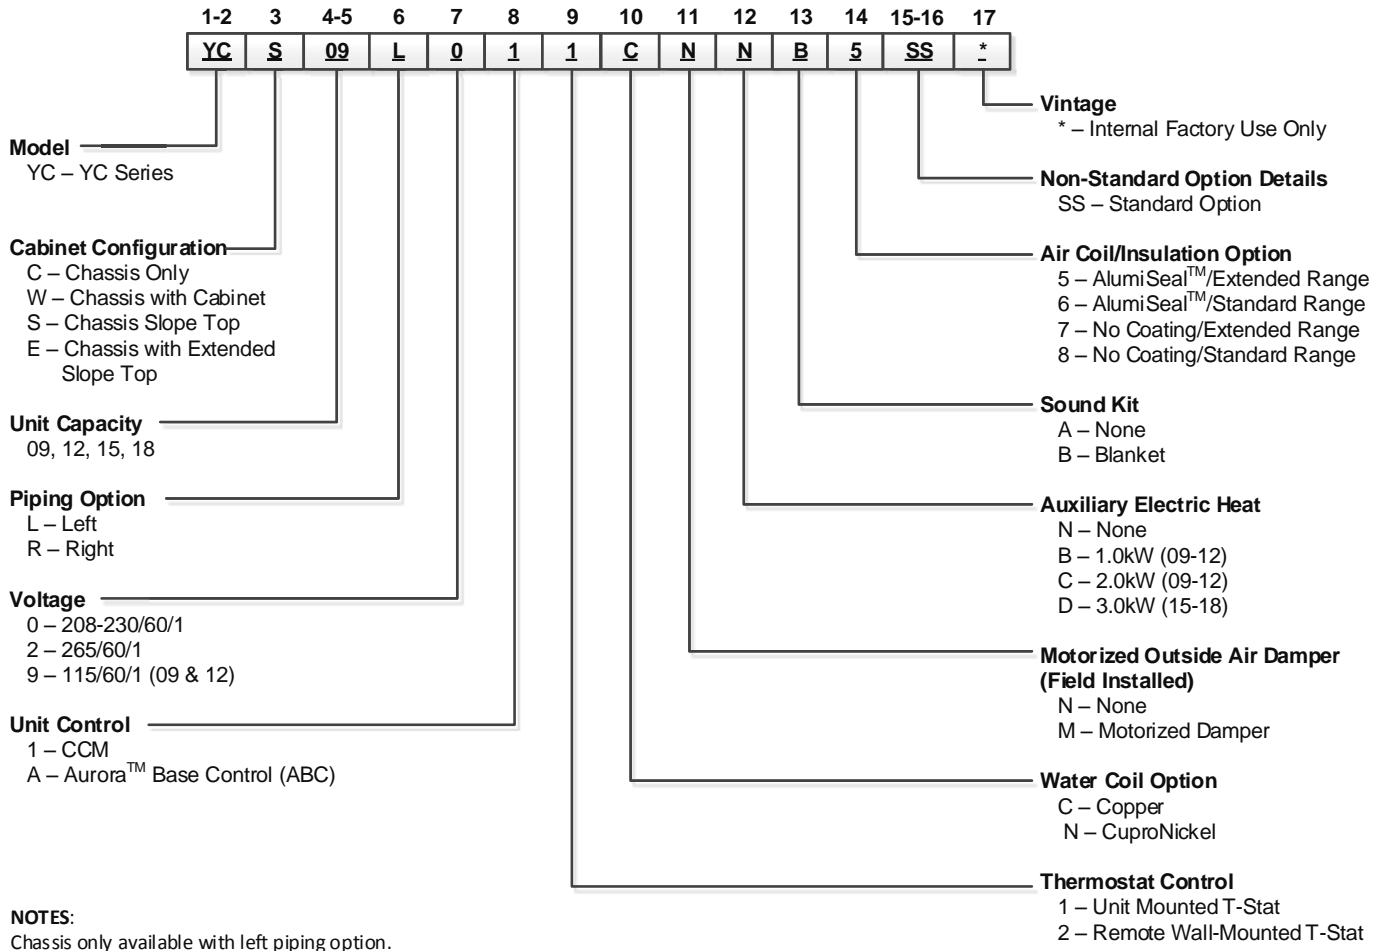 1-2 3 4-5 6 7 8 9 10 11 12 13 14 15-16 17
YC S 09 L 0 1 1 C N N B 5 SS *
Model
YC – YC Series
Cabinet Configuration
C – Chassis Only
W – Chassis with Cabinet
S – Chassis Slope Top
E – Chassis with Extended
Slope Top
Unit Capacity
09, 12, 15, 18
Piping Option
L – Left
R – Right
Voltage
0 – 208-230/60/1
2 – 265/60/1
9 – 115/60/1 (09 & 12)
Unit Control
1 – CCM
A – Aurora™ Base Control (ABC)
NOTES:
Chassis only available with left piping option.
Vintage
* – Internal Factory Use Only
Non-Standard Option Details
SS – Standard Option
Air Coil/Insulation Option
5 – AlumiSeal™/Extended Range
6 – AlumiSeal™/Standard Range
7 – No Coating/Extended Range
8 – No Coating/Standard Range
Sound Kit
A – None
B – Blanket
Auxiliary Electric Heat
N – None
B – 1.0kW (09-12)
C – 2.0kW (09-12)
D – 3.0kW (15-18)
Motorized Outside Air Damper
(Field Installed)
N – None
M – Motorized Damper
Water Coil Option
C – Copper
N – CuproNickel
Thermostat Control
1 – Unit Mounted T-Stat
2 – Remote Wall-Mounted T-Stat